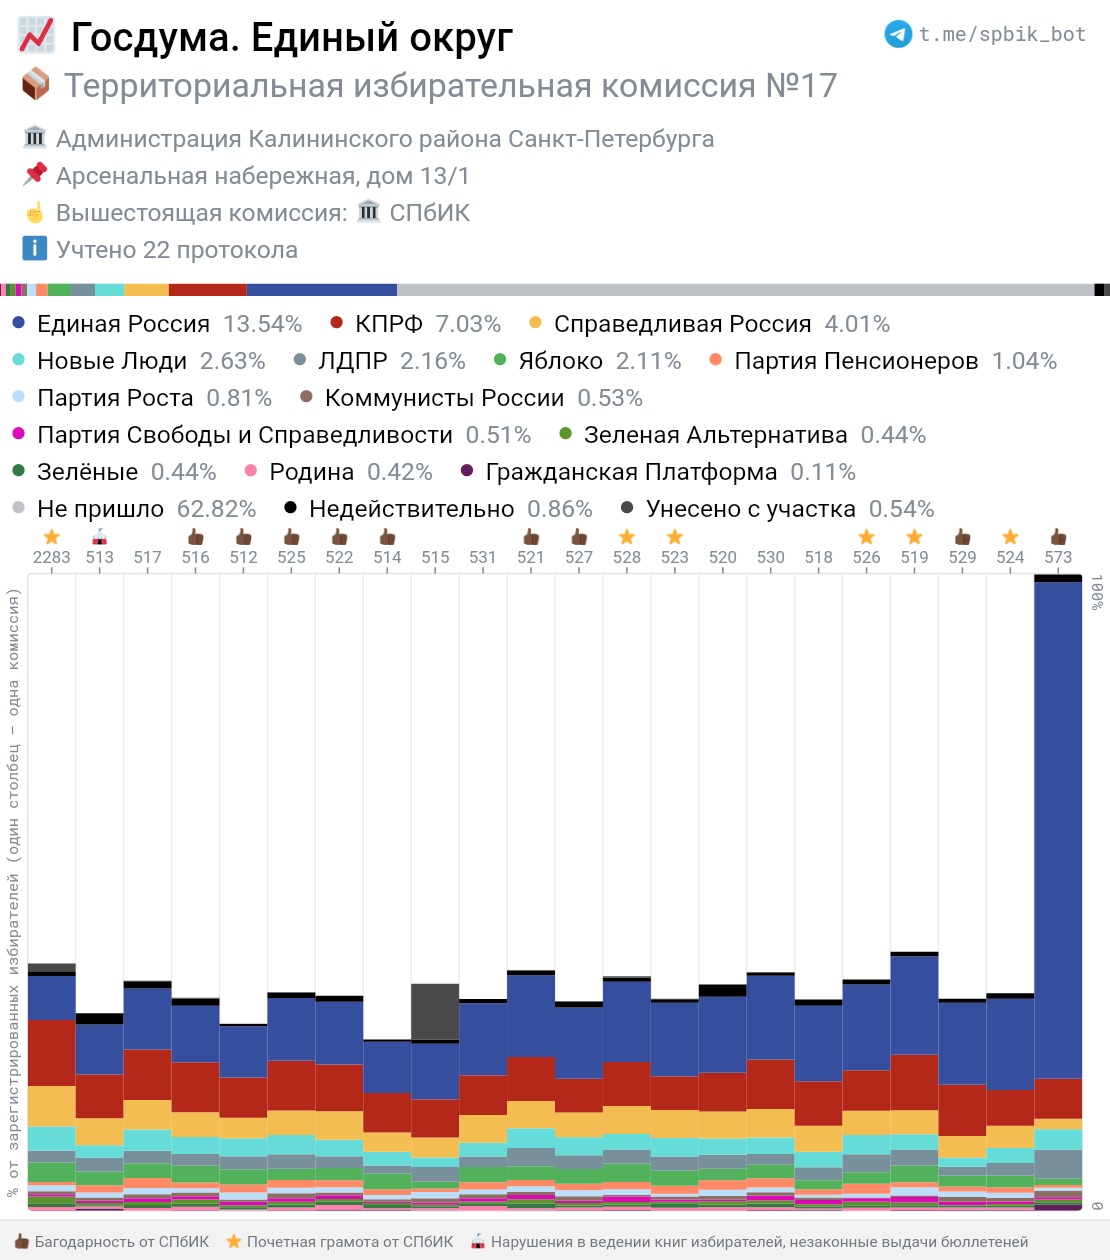 Госдума. Единый округ
t.me/spbik_bot
Территориальная избирательная комиссия №17
Администрация Калининского района Санкт-Петербурга
Арсенальная набережная, дом 13/1
Вышестоящая комиссия: СПбИК
Учтено 22 протокола
Единая Россия 13.54% КПРФ 7.03% Справедливая Россия 4.01%
Новые Люди 2.63% ЛДПР 2.16% Яблоко 2.11% Партия Пенсионеров 1.04%
Партия Роста 0.81% Коммунисты России 0.53%
Партия Свободы и Справедливости 0.51% Зеленая Альтернатива 0.44%
Зелёные 0.44% Родина 0.42% Гражданская Платформа 0.11%
Не пришло 62.82% Недействительно 0.86% Унесено с участка 0.54%
2283 513 517 516 512 525 522 514 515 531 521 527 528 523 520 530 518 526 519 529 524 573
% от зарегистрированных избирателей (один столбец – одна комиссия)
100%
0
Благодарность от СПбИК Почетная грамота от СПбИК Нарушения в ведении книг избирателей, незаконные выдачи бюллетеней